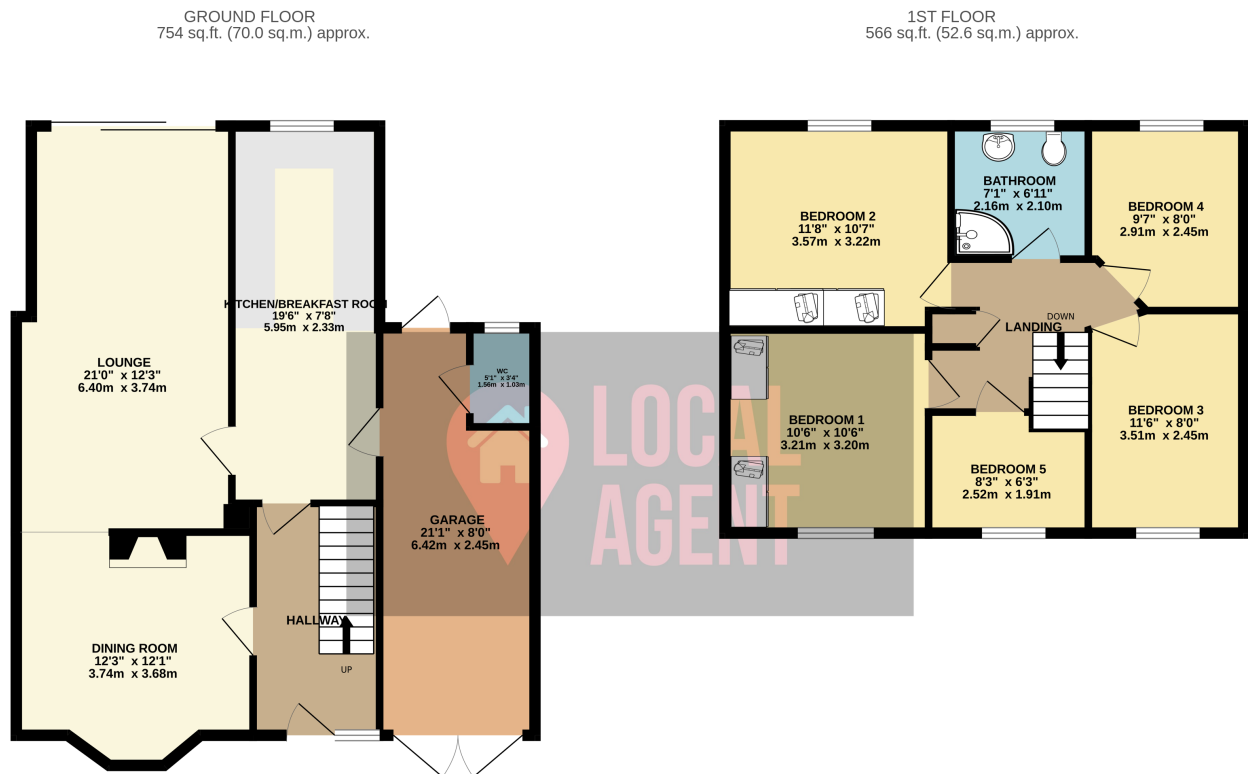 GROUND FLOOR
754 sq.ft. (70.0 sq.m.) approx.
1ST FLOOR
566 sq.ft. (52.6 sq.m.) approx.
KITCHEN/BREAKFAST ROOM
19'6" x 7'8"
5.95m x 2.33m
LOUNGE
21'0" x 12'3"
6.40m x 3.74m
WC
5'1" x 3'4"
1.56m x 1.03m
GARAGE
21'1" x 8'0"
6.42m x 2.45m
HALLWAY
UP
DINING ROOM
12'3" x 12'1"
3.74m x 3.68m
LOCAL
AGENT
BEDROOM 2
11'8" x 10'7"
3.57m x 3.22m
BATHROOM
7'1" x 6'11"
2.16m x 2.10m
BEDROOM 4
9'7" x 8'0"
2.91m x 2.45m
DOWN
LANDING
BEDROOM 1
10'6" x 10'6"
3.21m x 3.20m
BEDROOM 3
11'6" x 8'0"
3.51m x 2.45m
BEDROOM 5
8'3" x 6'3"
2.52m x 1.91m